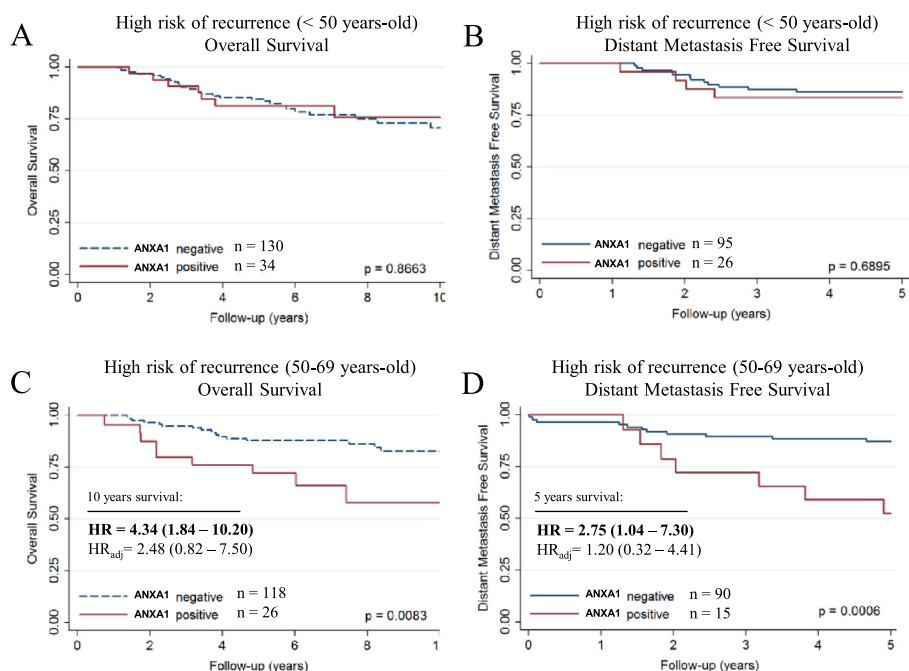 A
High risk of recurrence (< 50 years-old)
Overall Survival
Overall Survival
1.00
0.75
0.50
0.25
0.00
ANXA1 negative n = 130
ANXA1 positive n = 34
p = 0.8663
0 2 4 6 8 10
Follow-up (years)
B
High risk of recurrence (< 50 years-old)
Distant Metastasis Free Survival
Distant Metastasis Free Survival
1.00
0.75
0.50
0.25
0.00
ANXA1 negative n = 95
ANXA1 positive n = 26
p = 0.6895
0 1 2 3 4 5
Follow-up (years)
C
High risk of recurrence (50-69 years-old)
Overall Survival
Overall Survival
1.00
0.75
0.50
0.25
0.00
10 years survival:
HR = 4.34 (1.84 – 10.20)
HRadj= 2.48 (0.82 – 7.50)
ANXA1 negative n = 118
ANXA1 positive n = 26
p = 0.0083
0 2 4 6 8 1
Follow-up (years)
D
High risk of recurrence (50-69 years-old)
Distant Metastasis Free Survival
Distant Metastasis Free Survival
1.00
0.75
0.50
0.25
0.00
5 years survival:
HR = 2.75 (1.04 – 7.30)
HRadj= 1.20 (0.32 – 4.41)
ANXA1 negative n = 90
ANXA1 positive n = 15
p = 0.0006
0 1 2 3 4 5
Follow-up (years)